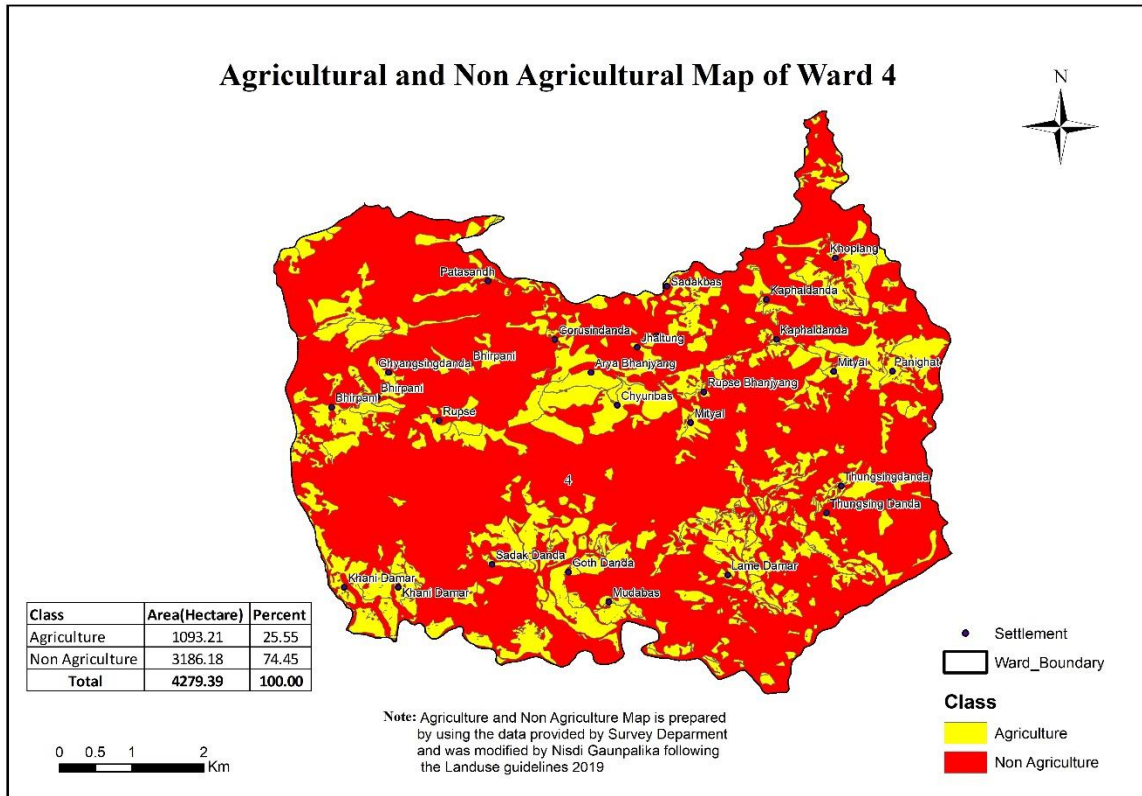 Agricultural and Non Agricultural Map of Ward 4
N
Khoplang
Patasandh
Sadakbas
Kaphaldanda
Gorusindanda
Jhaltung
Kaphaldanda
Bhirpani
Ghyangsingdanda
Arya Bhanjyang
Mityal
Panighat
Bhirpani
Rupse Bhanjyang
Bhirpani
Chyuribas
Rupse
Mityal
4
Thungsingdanda
Thungsing Danda
Sadak Danda
Goth Danda
Lame Damar
Khani Damar
Khani Damar
Mudabas
Class Area(Hectare) Percent
Agriculture 1093.21 25.55
Non Agriculture 3186.18 74.45
Total 4279.39 100.00
Settlement
Ward_Boundary
Class
Agriculture
Non Agriculture
Note: Agriculture and Non Agriculture Map is prepared
by using the data provided by Survey Deparment
and was modified by Nisdi Gaunpalika following
the Landuse guidelines 2019
0 0.5 1 2
Km